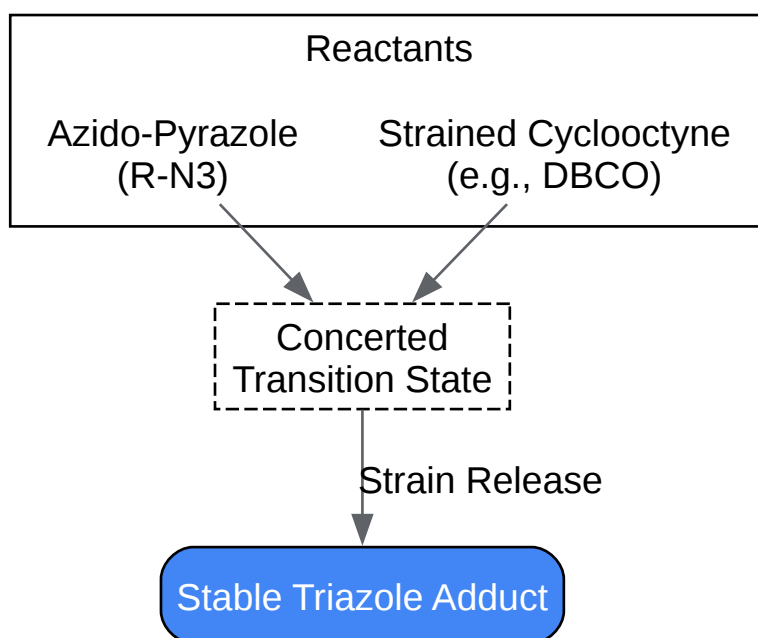 Reactants
Azido-Pyrazole
(R-N3)
Strained Cyclooctyne
(e.g., DBCO)
Concerted
Transition State
Strain Release
Stable Triazole Adduct